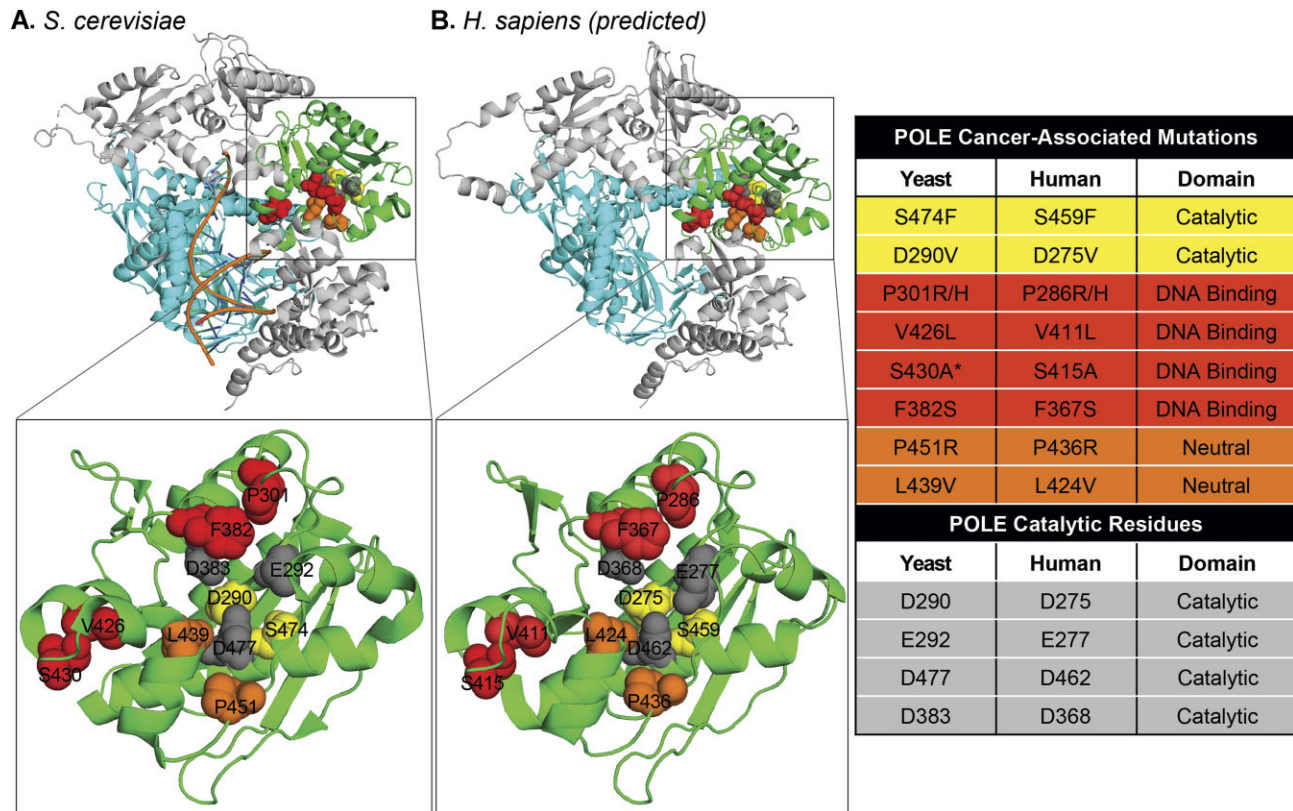 A. S. cerevisiae
B. H. sapiens (predicted)
P301
F382
D383
E292
D290
V426
L439
S474
D477
S430
P451
P286
F367
D368
E277
D275
V411
L424
S459
D462
S415
P436
POLE Cancer-Associated Mutations
Yeast Human Domain
S474F S459F Catalytic
D290V D275V Catalytic
P301R/H P286R/H DNA Binding
V426L V411L DNA Binding
S430A* S415A DNA Binding
F382S F367S DNA Binding
P451R P436R Neutral
L439V L424V Neutral
POLE Catalytic Residues
Yeast Human Domain
D290 D275 Catalytic
E292 E277 Catalytic
D477 D462 Catalytic
D383 D368 Catalytic